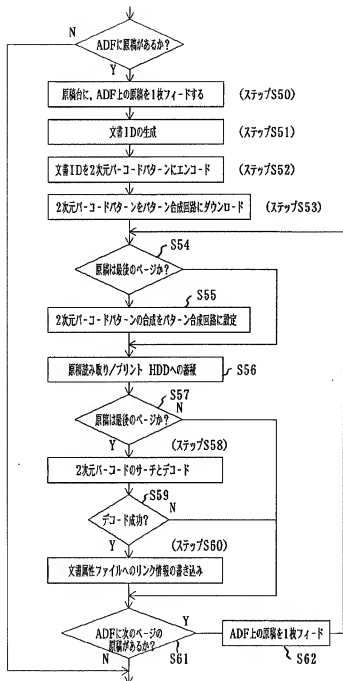 N
ADFに原稿があるか?
Y
原稿台に、ADF上の原稿を1枚フィードする
(ステップS50)
文書IDの生成
(ステップS51)
文書IDを2次元バーコードパターンにエンコード
(ステップS52)
2次元バーコードパターンをパターン合成回路にダウンロード
(ステップS53)
S54
原稿は最後のページか?
S55
2次元バーコードパターンの合成をパターン合成回路に設定
原稿読み取り/プリント HDDへの蓄積
S56
S57
原稿は最後のページか?
N
Y
(ステップS58)
2次元バーコードのサーチとデコード
S59
デコード成功?
N
Y
(ステップS60)
文書属性ファイルへのリンク情報の書き込み
ADFに次のページの
原稿があるか?
Y
N
S61
ADF上の原稿を1枚フィード
S62